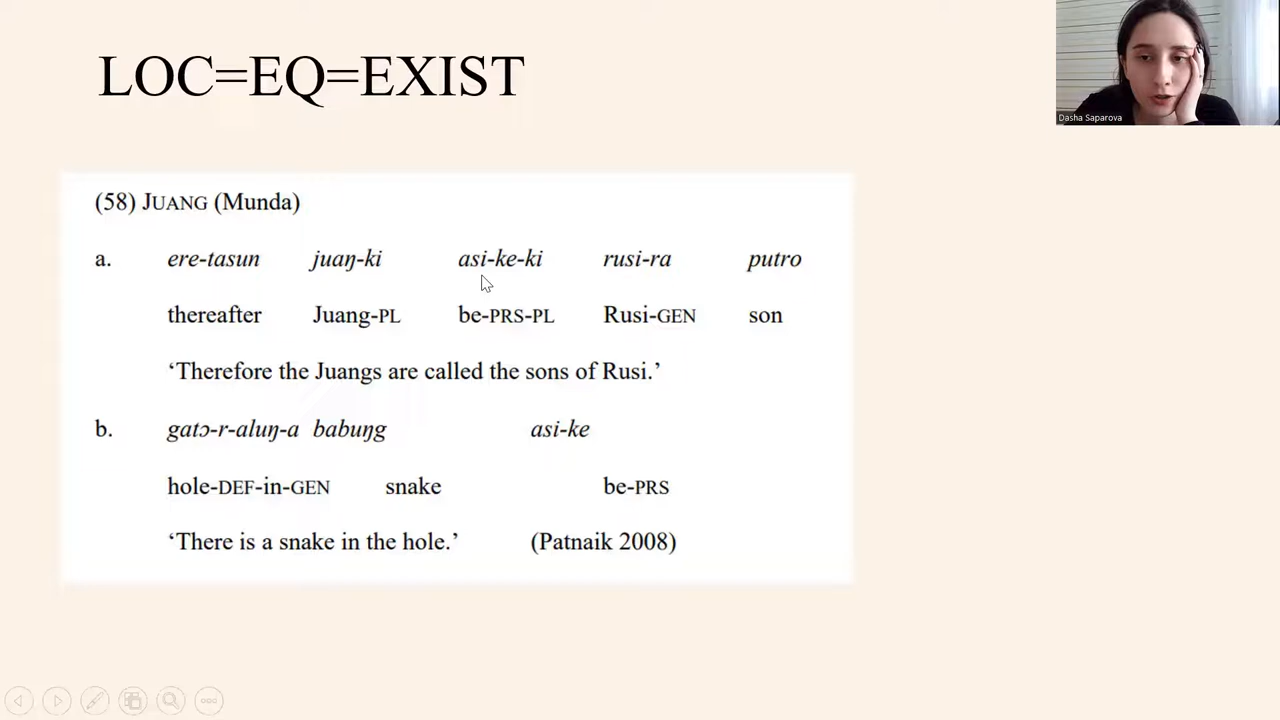 LOC=EQ=EXIST
Dasha Saparova
(58) JUANG (Munda)
a. ere-tasun juaŋ-ki asi-ke-ki rusi-ra putro
thereafter Juang-PL be-PRS-PL Rusi-GEN son
‘Therefore the Juangs are called the sons of Rusi.’
b. gatɔ-r-aluŋ-a babuŋg asi-ke
hole-DEF-in-GEN snake be-PRS
‘There is a snake in the hole.’ (Patnaik 2008)